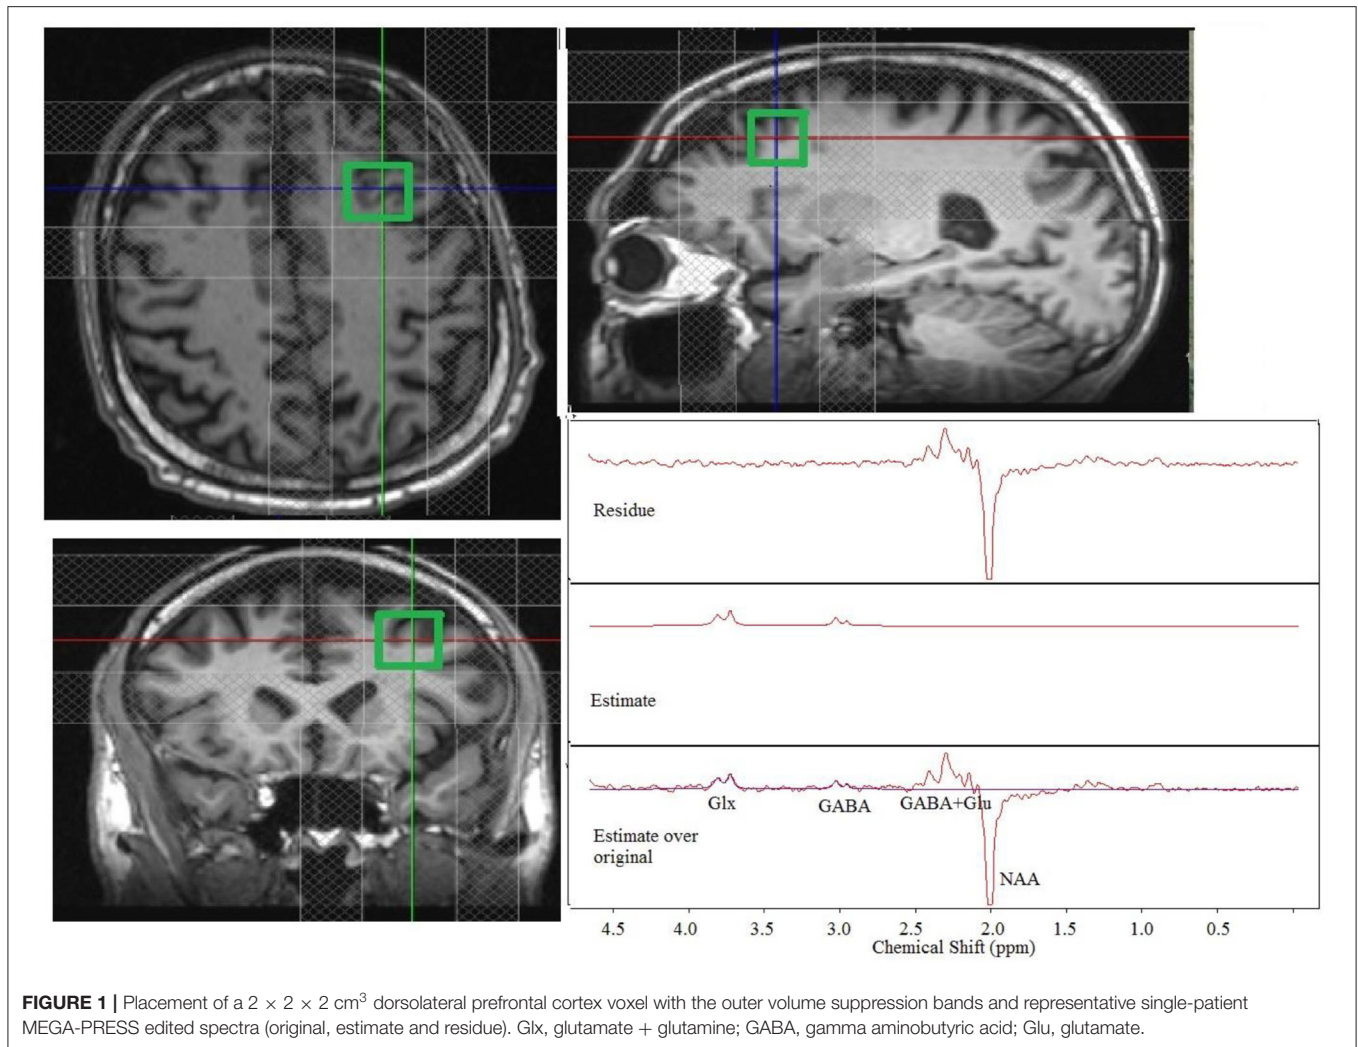 Residue
Estimate
Glx
GABA
GABA+Glu
Estimate over
original
NAA
4.5 4.0 3.5 3.0 2.5 2.0 1.5 1.0 0.5
Chemical Shift (ppm)
FIGURE 1 | Placement of a 2 × 2 × 2 cm³ dorsolateral prefrontal cortex voxel with the outer volume suppression bands and representative single-patient
MEGA-PRESS edited spectra (original, estimate and residue). Glx, glutamate + glutamine; GABA, gamma aminobutyric acid; Glu, glutamate.